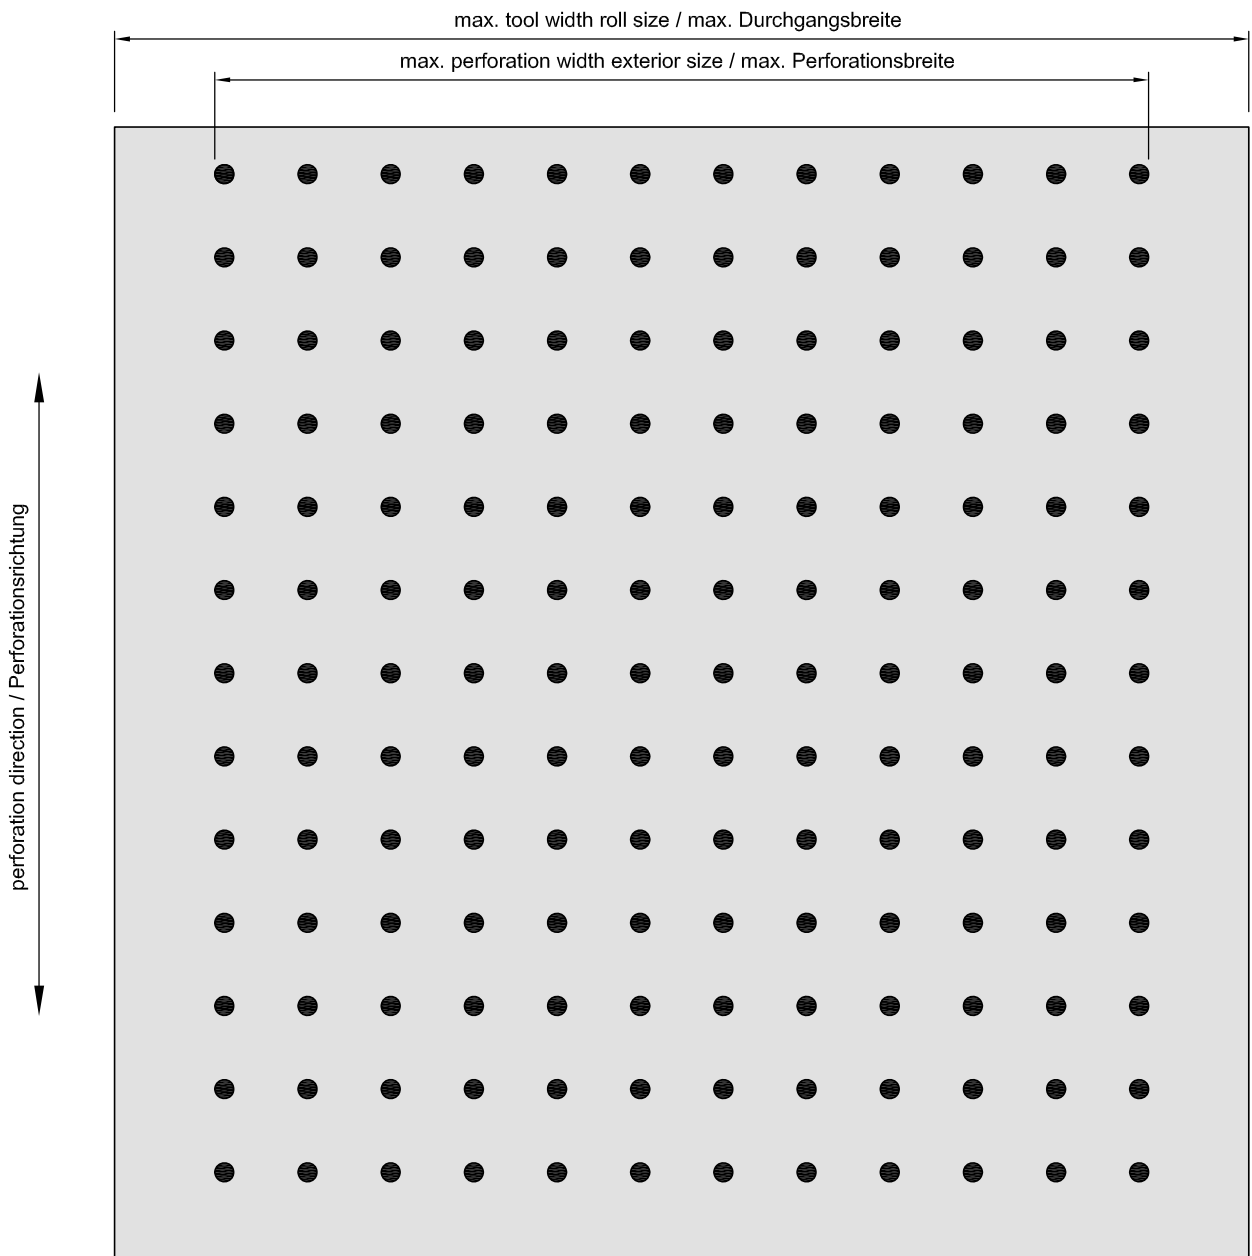 max. tool width roll size / max. Durchgangsbreite
max. perforation width exterior size / max. Perforationsbreite
perforation direction / Perforationsrichtung